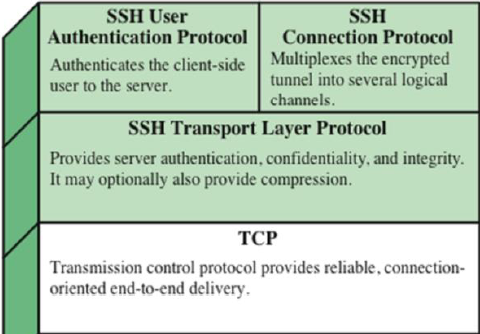 SSH User
Authentication Protocol
Authenticates the client-side
user to the server.
SSH
Connection Protocol
Multiplexes the encrypted
tunnel into several logical
channels.
SSH Transport Layer Protocol
Provides server authentication, confidentiality, and integrity.
It may optionally also provide compression.
TCP
Transmission control protocol provides reliable, connection-
oriented end-to-end delivery.